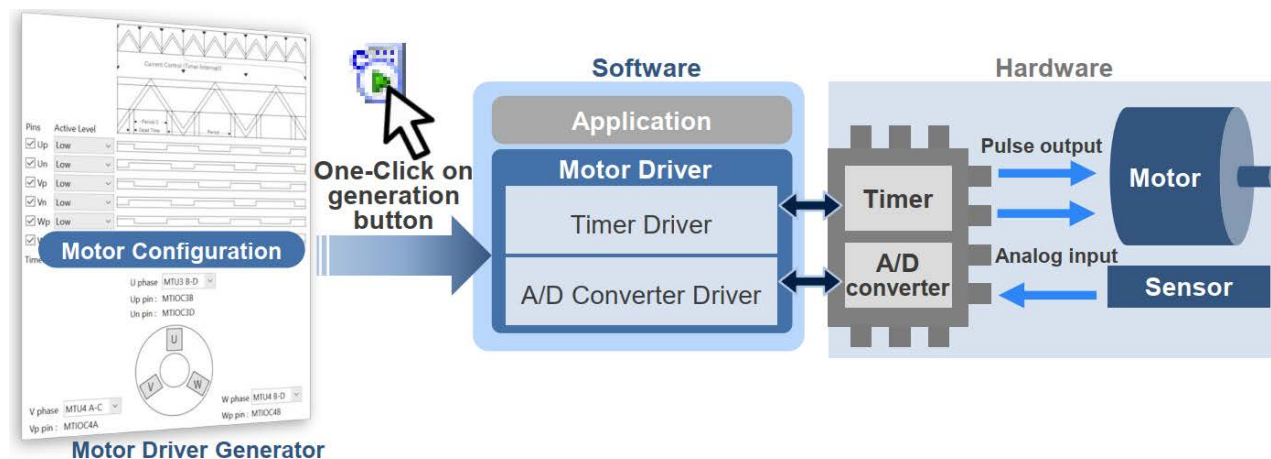 Current Control (Timer Interrupt)
Dead Time
Period
Pins Active Level
Up Low
Un Low
Vp Low
Vn Low
Wp Low
Motor Configuration
U phase MTU3 B-D
Up pin : MTIOC3B
Un pin : MTIOC3D
U
V
W
V phase MTU4 A-C
Vp pin : MTIOC4A
W phase MTU4 B-D
Wp pin : MTIOC4B
Motor Driver Generator
One-Click on
generation
button
Software
Application
Motor Driver
Timer Driver
A/D Converter Driver
Hardware
Timer
A/D
converter
Pulse output
Analog input
Motor
Sensor